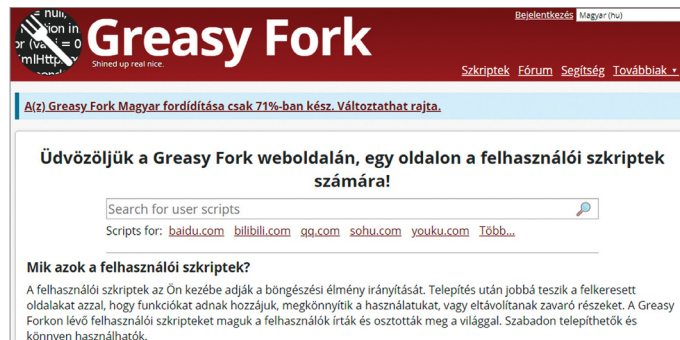 Bejelentkezés Magyar (hu)
Greasy Fork
Shined up real nice.
Szkriptek Fórum Segítség Továbbiak
A(z) Greasy Fork Magyar fordídítása csak 71%-ban kész. Változtathat rajta.
Üdvözöljük a Greasy Fork weboldalán, egy oldalon a felhasználói szkriptek
számára!
Search for user scripts
Scripts for: baidu.com bilibili.com qq.com sohu.com youku.com Több...
Mik azok a felhasználói szkriptek?
A felhasználói szkriptek az Ön kezébe adják a böngészési élmény irányítását. Telepítés után jobbá teszik a felkeresett
oldalakat azzal, hogy funkciókat adnak hozzájuk, megkönnyítik a használatukat, vagy eltávolítanak zavaró részeket. A Greasy
Forkon lévő felhasználói szkripteket maguk a felhasználók írták és osztották meg a világgal. Szabadon telepíthetők és
könnyen használhatók.